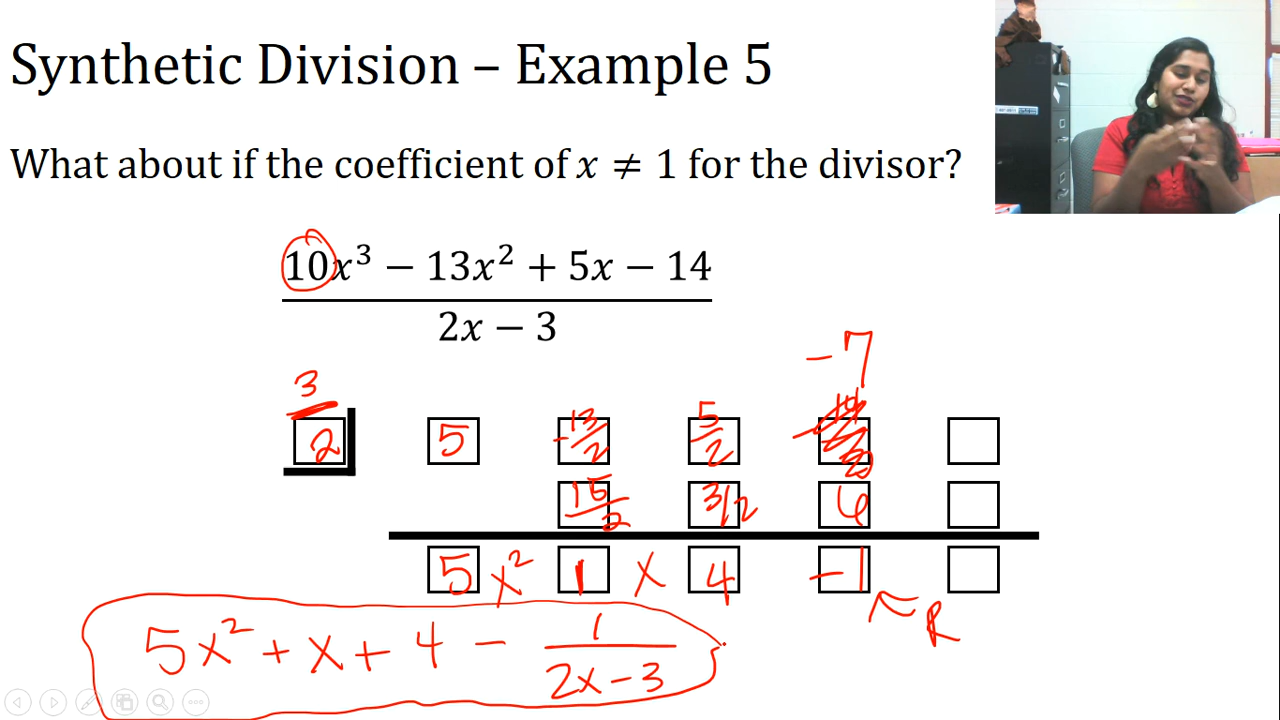 Synthetic Division – Example 5
What about if the coefficient of x ≠ 1 for the divisor?
10x³ − 13x² + 5x − 14
2x − 3
-7
3
2 5 -13/2 5/2
15/2 3/2 6
5 x² 1 x 4 -1
R
5x² + x + 4 - 1/(2x-3)